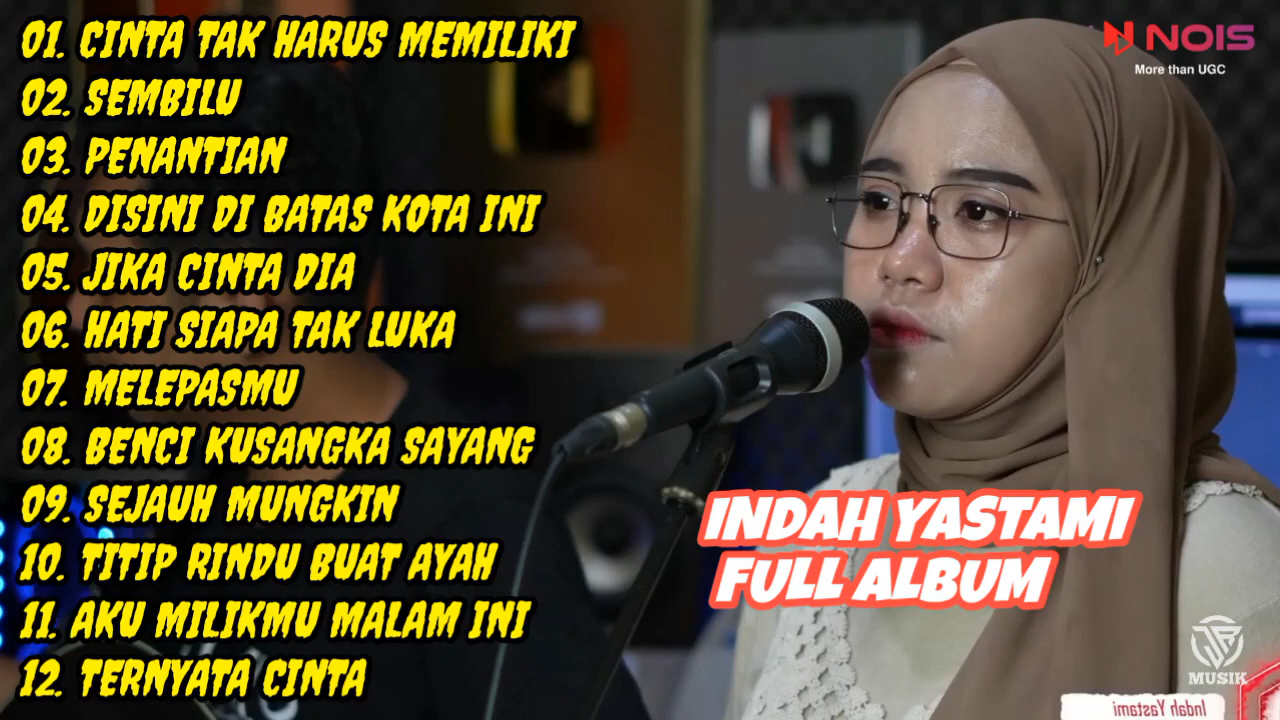 01. CINTA TAK HARUS MEMILIKI
02. SEMBILU
03. PENANTIAN
04. DISINI DI BATAS KOTA INI
05. JIKA CINTA DIA
06. HATI SIAPA TAK LUKA
07. MELEPASMU
08. BENCI KUSANGKA SAYANG
09. SEJAUH MUNGKIN
10. TITIP RINDU BUAT AYAH
11. AKU MILIKMU MALAM INI
12. TERNYATA CINTA
NOIS
More than UGC
INDAH YASTAMI
FULL ALBUM
MUSIK
Indah Yastami